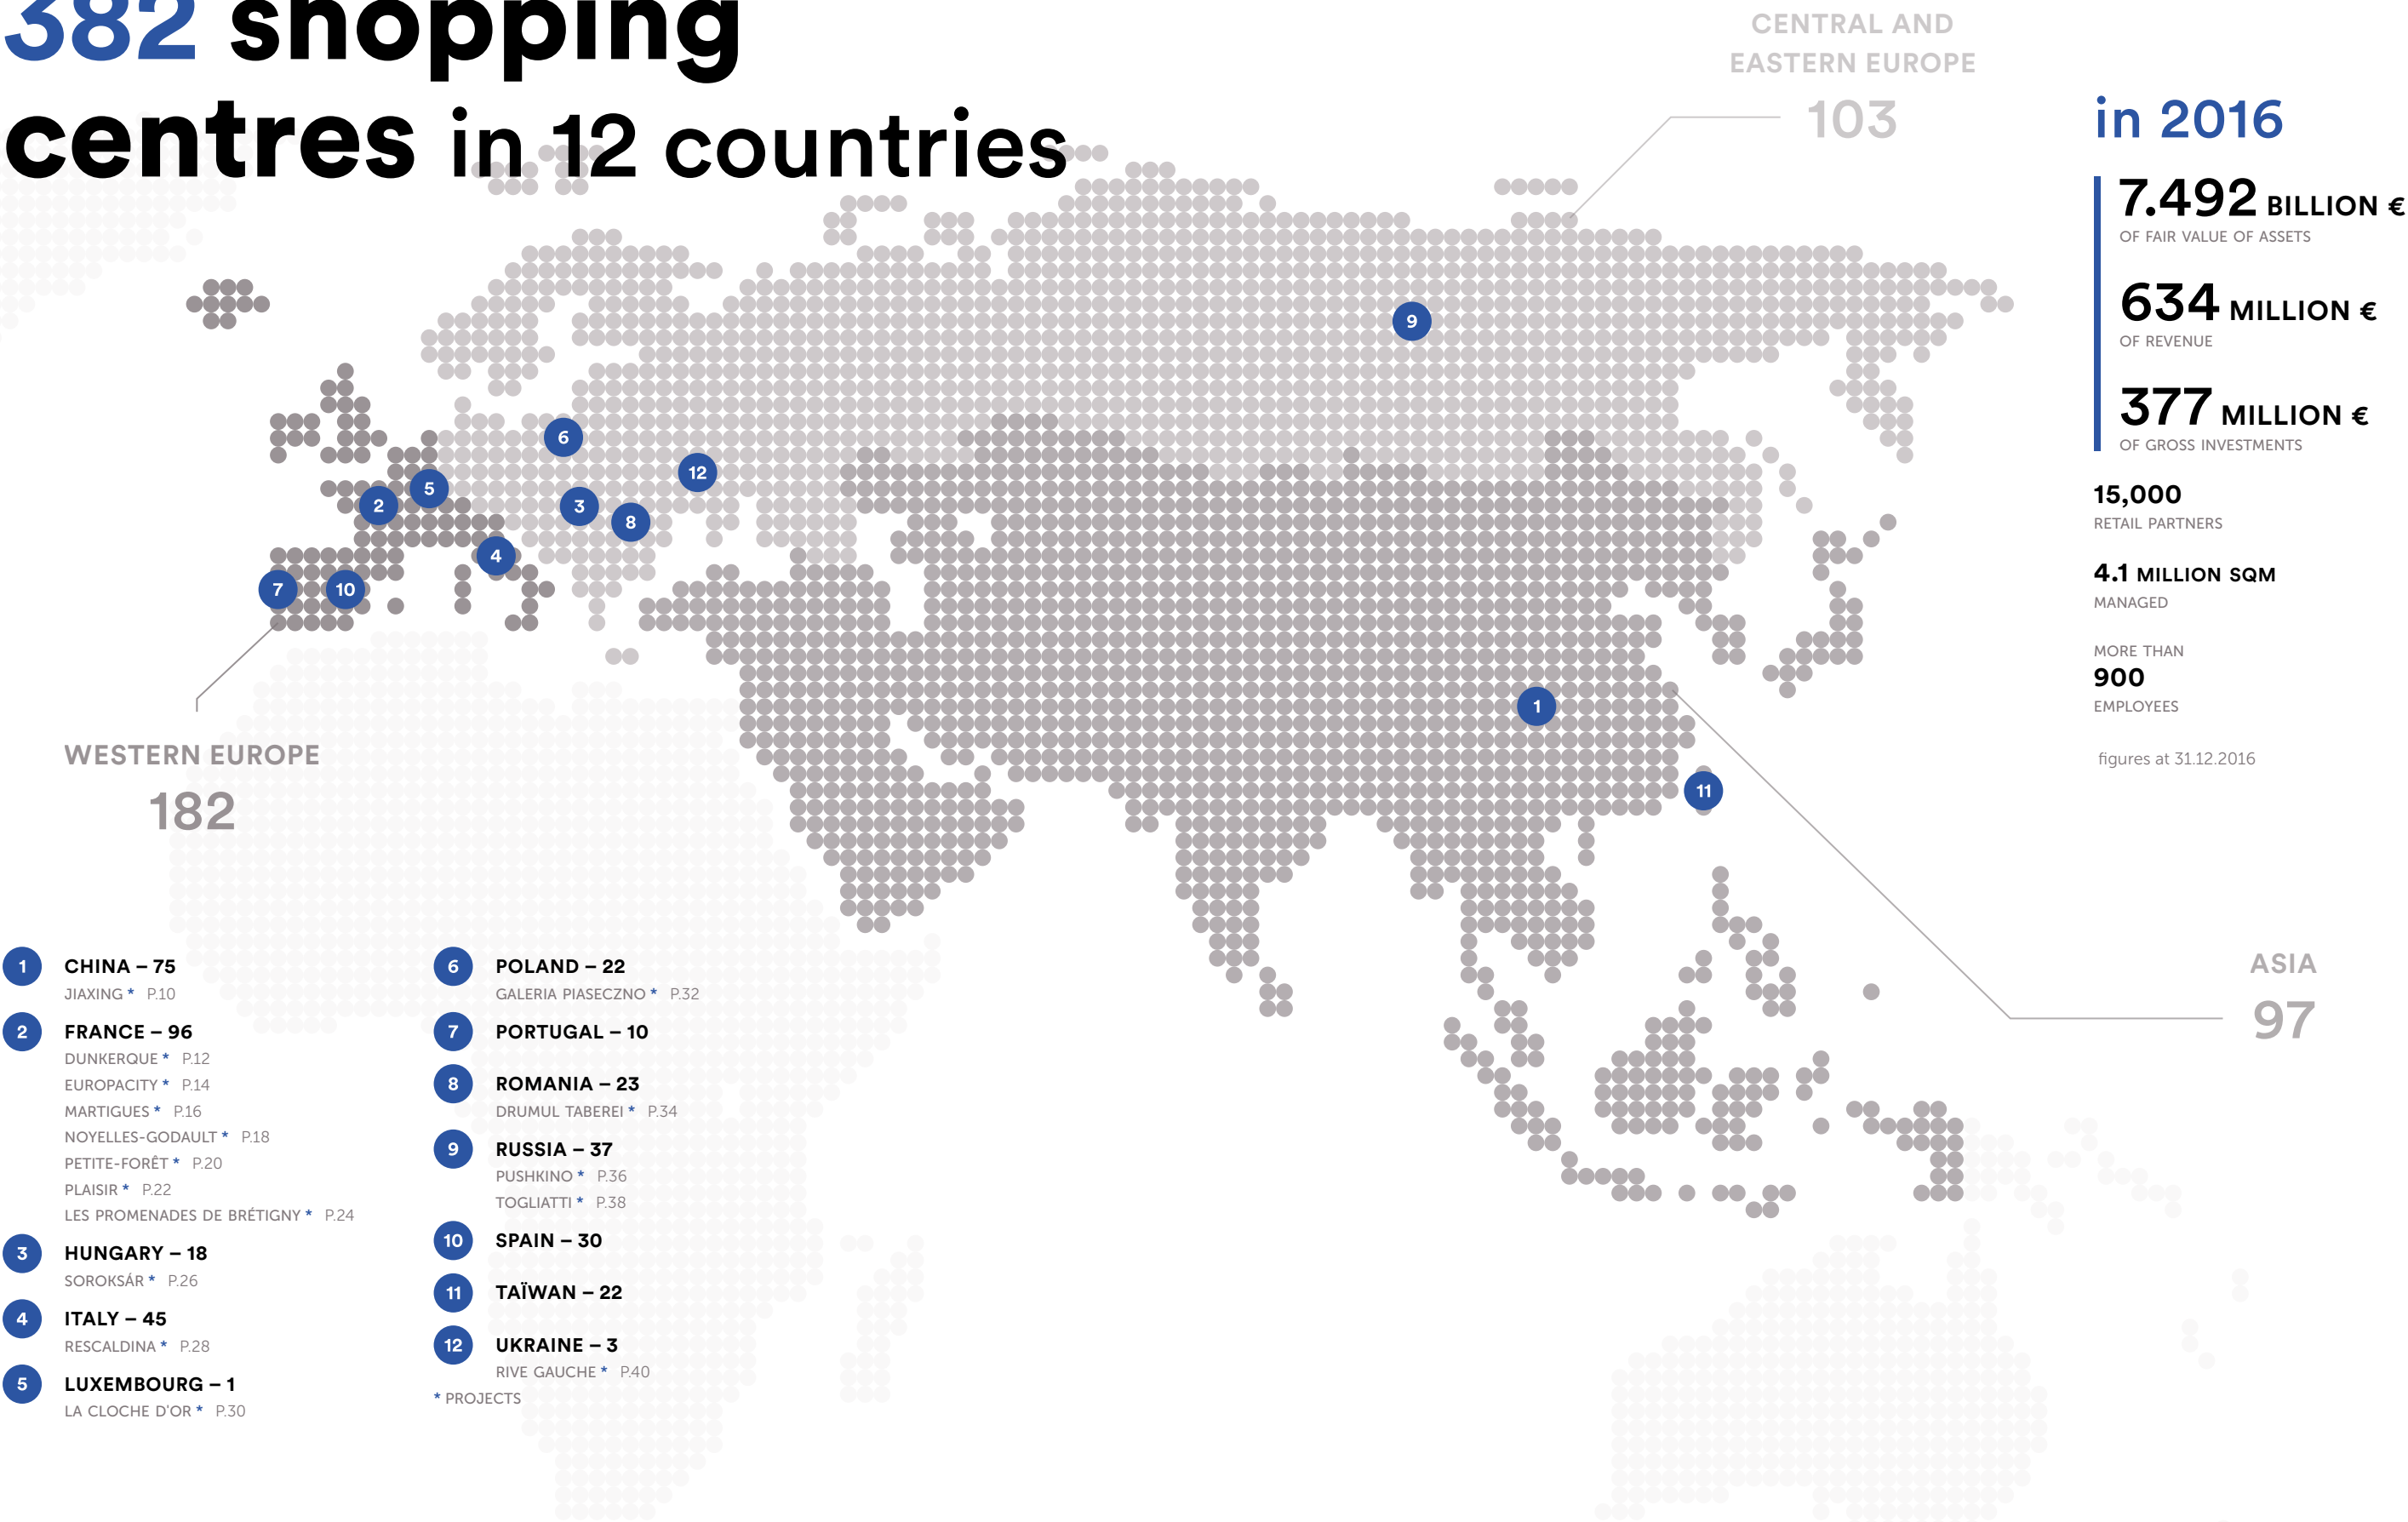 382 shopping
centres in 12 countries
CENTRAL AND
EASTERN EUROPE
103
in 2016
7.492 BILLION €
OF FAIR VALUE OF ASSETS
634 MILLION €
OF REVENUE
377 MILLION €
OF GROSS INVESTMENTS
15,000
RETAIL PARTNERS
4.1 MILLION SQM
MANAGED
MORE THAN
900
EMPLOYEES
figures at 31.12.2016
9
6
12
5
2
3
8
4
7
10
1
11
WESTERN EUROPE
182
ASIA
97
1 CHINA – 75
JIAXING * P.10
2 FRANCE – 96
DUNKERQUE * P.12
EUROPACITY * P.14
MARTIGUES * P.16
NOYELLES-GODAULT * P.18
PETITE-FORÊT * P.20
PLAISIR * P.22
LES PROMENADES DE BRÉTIGNY * P.24
3 HUNGARY – 18
SOROKSÁR * P.26
4 ITALY – 45
RESCALDINA * P.28
5 LUXEMBOURG – 1
LA CLOCHE D'OR * P.30
6 POLAND – 22
GALERIA PIASECZNO * P.32
7 PORTUGAL – 10
8 ROMANIA – 23
DRUMUL TABEREI * P.34
9 RUSSIA – 37
PUSHKINO * P.36
TOGLIATTI * P.38
10 SPAIN – 30
11 TAÏWAN – 22
12 UKRAINE – 3
RIVE GAUCHE * P.40
* PROJECTS